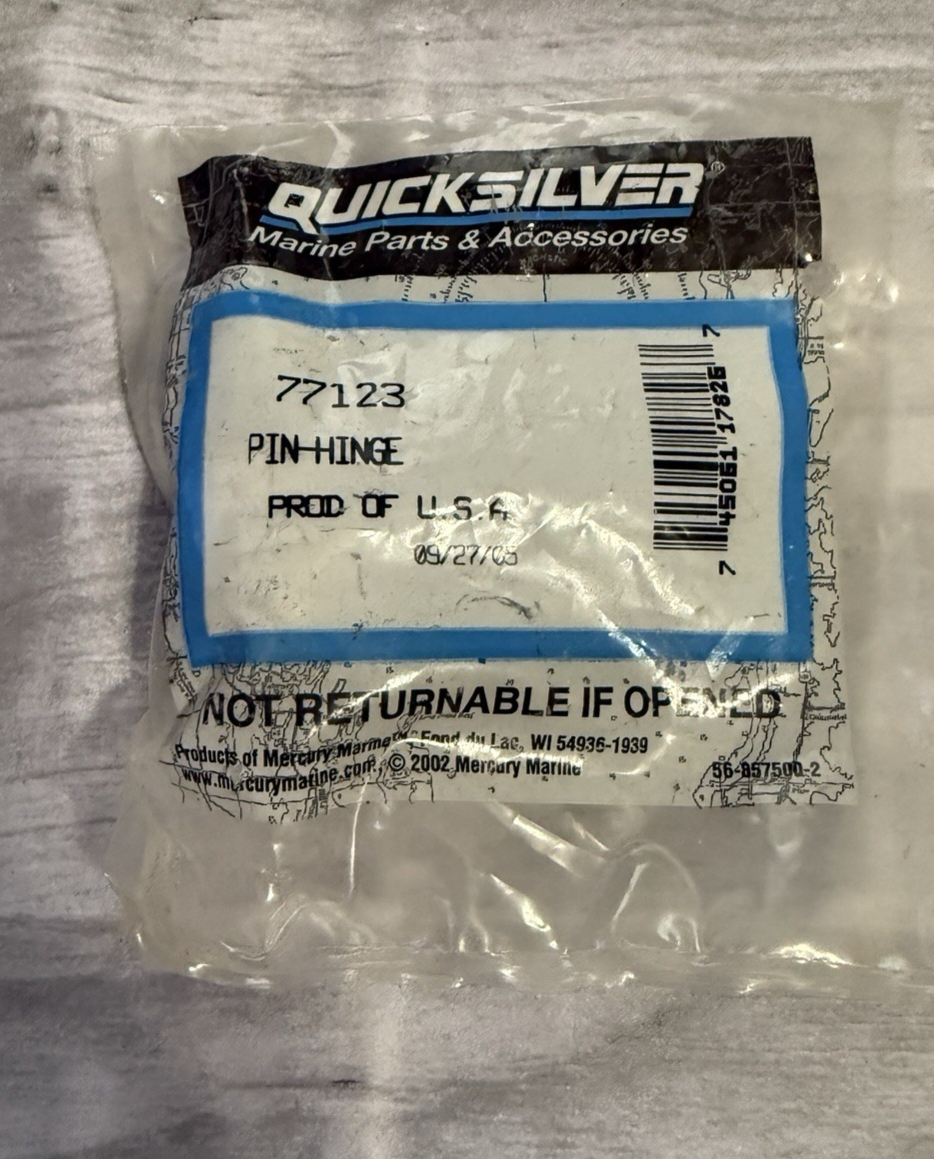 QUICKSILVER®
Marine Parts & Accessories
77123
PIN-HINGE
PROD OF U.S.A
09/27/05
7 45061 17826 7
NOT RETURNABLE IF OPENED
Products of Mercury Marine Fond du Lac, WI 54936-1939
www.mercurymarine.com © 2002 Mercury Marine
56-857500-2